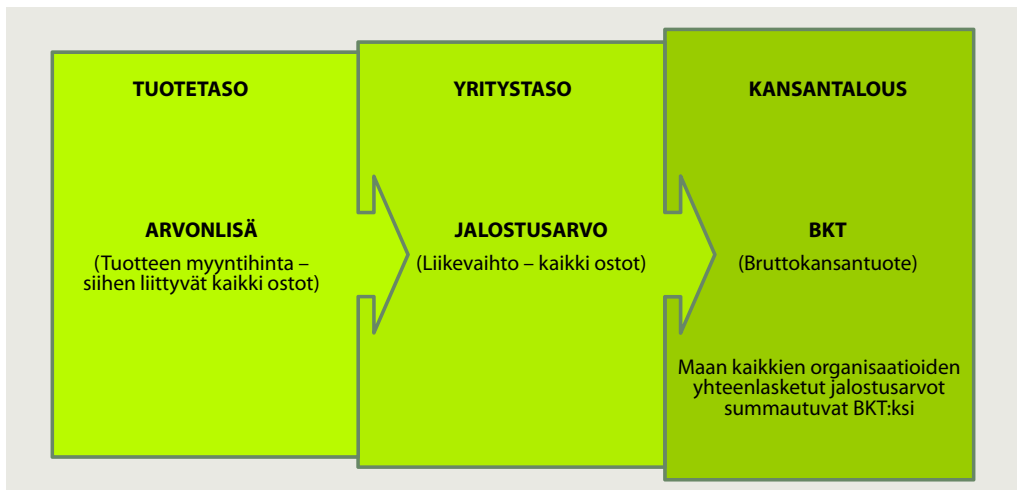 TUOTETASO
ARVONLISÄ
(Tuotteen myyntihinta –
siihen liittyvät kaikki ostot)
YRITYSTASO
JALOSTUSARVO
(Liikevaihto – kaikki ostot)
KANSANTALOUS
BKT
(Bruttokansantuote)
Maan kaikkien organisaatioiden
yhteenlasketut jalostusarvot
summautuvat BKT:ksi